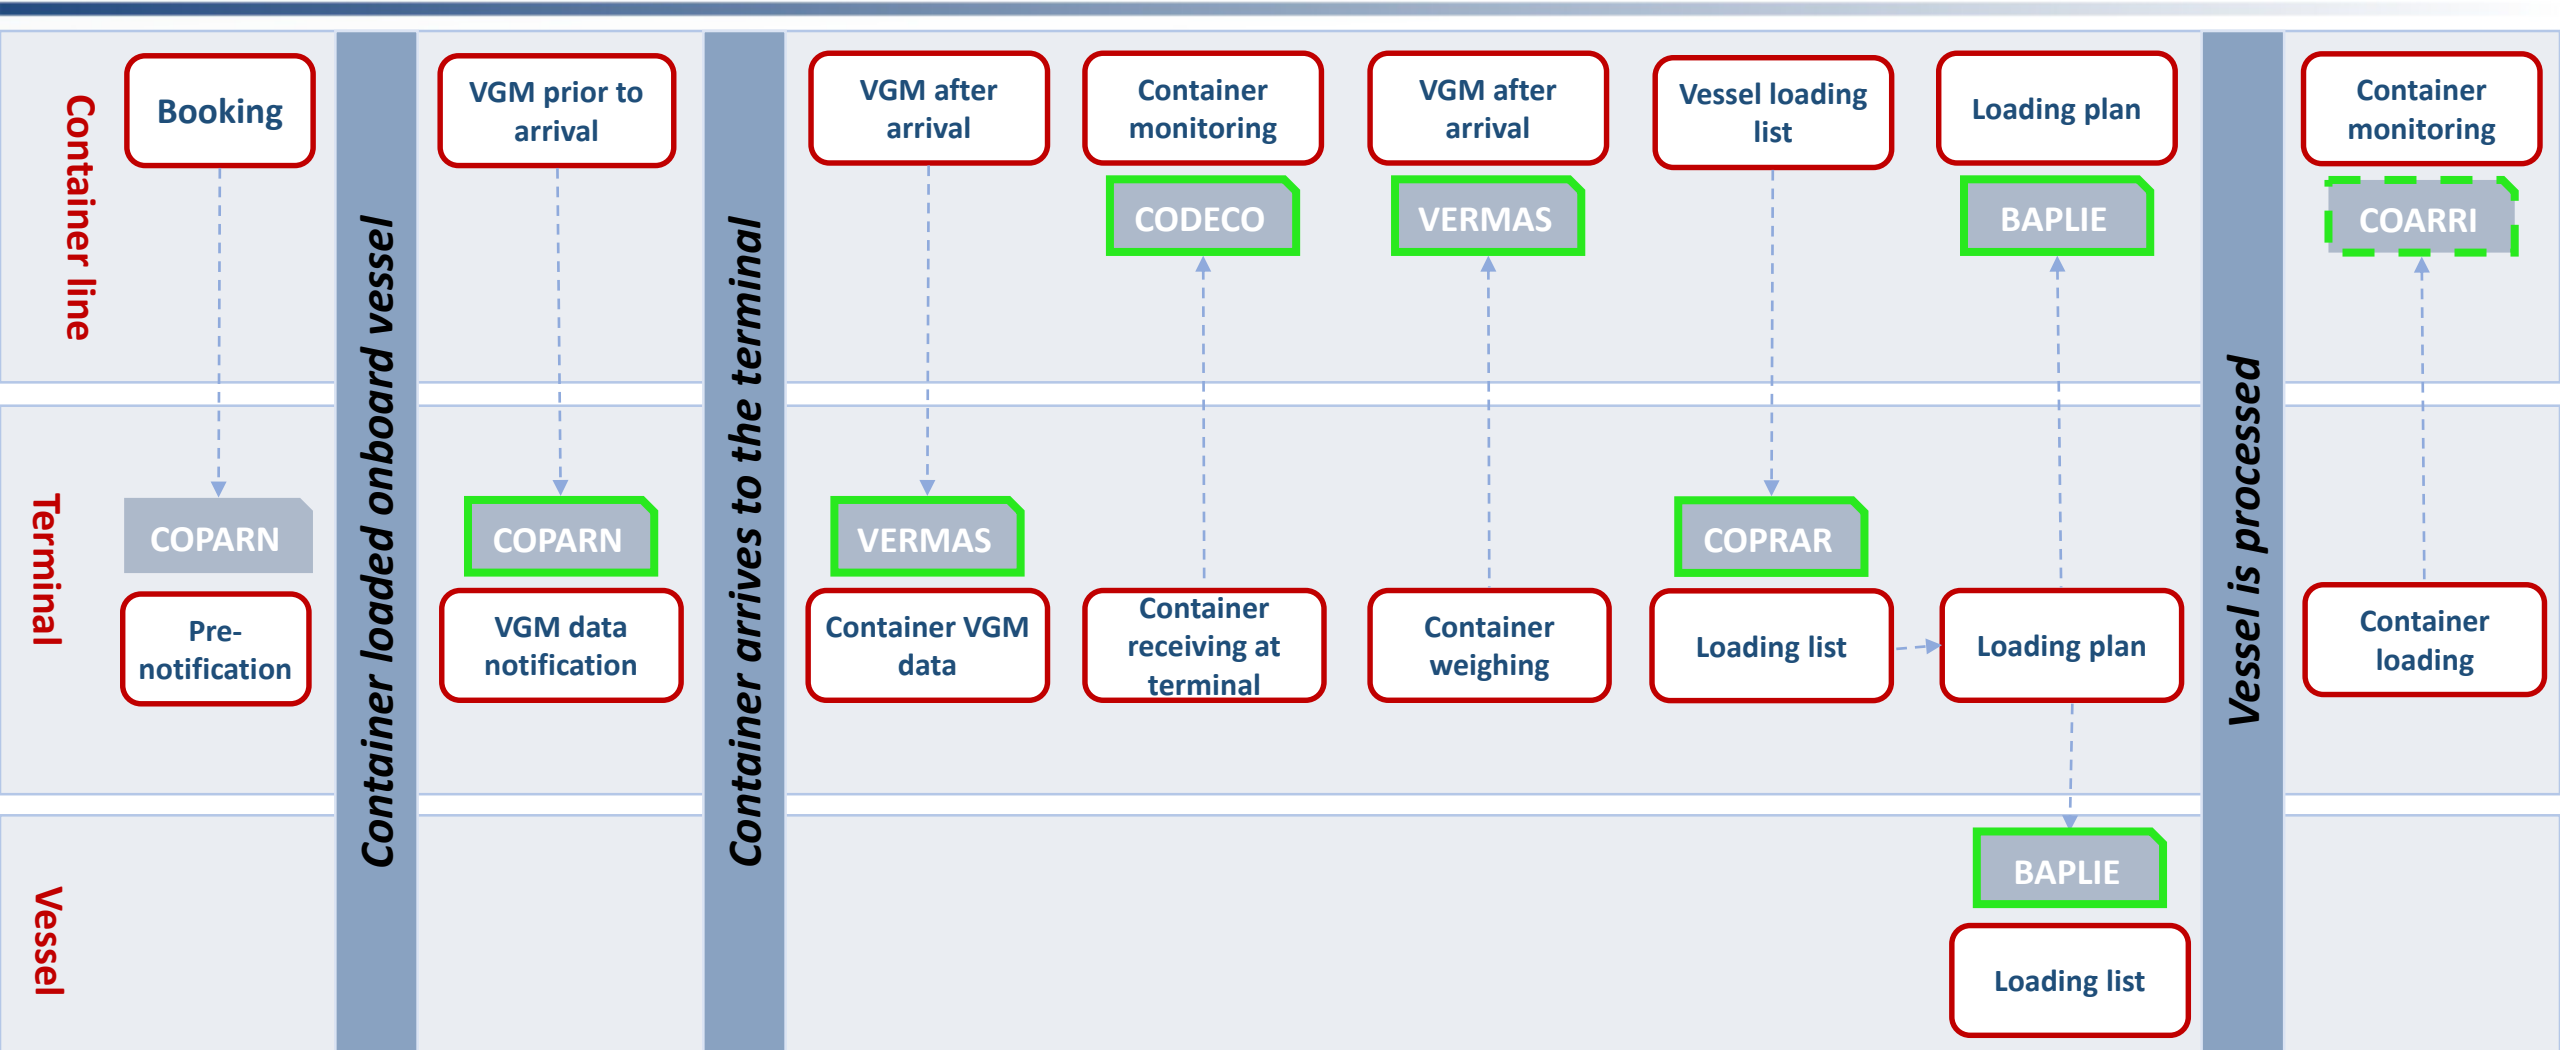 Container line
Booking
VGM prior to
arrival
VGM after
arrival
Container
monitoring
VGM after
arrival
Vessel loading
list
Loading plan
Container
monitoring
CODECO
VERMAS
BAPLIE
COARRI
Container loaded onboard vessel
Container arrives to the terminal
Vessel is processed
Terminal
COPARN
COPARN
VERMAS
COPRAR
Pre-
notification
VGM data
notification
Container VGM
data
Container
receiving at
terminal
Container
weighing
Loading list
Loading plan
Container
loading
Vessel
BAPLIE
Loading list